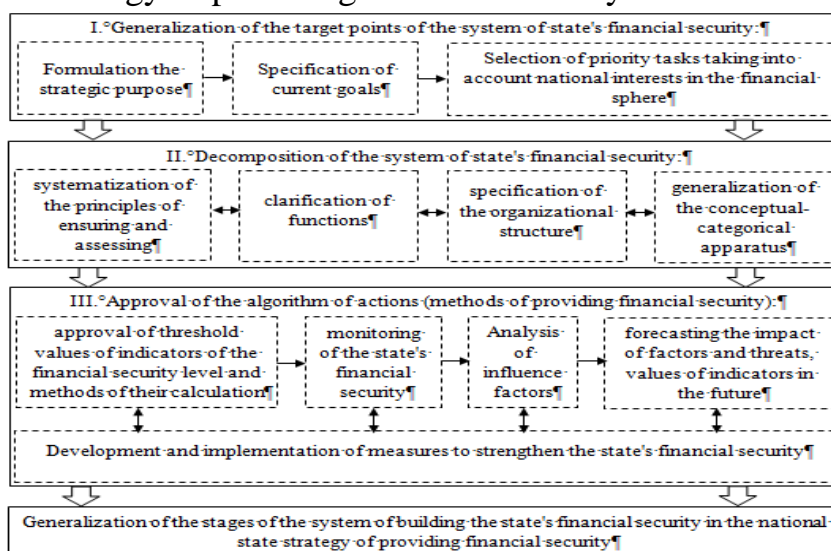 I.°Generalization of the target points of the system of state's financial security:¶
Formulation the
strategic purpose¶
Specification of
current goals¶
Selection of priority tasks taking into
account national interests in the financial
sphere¶
II.°Decomposition of the system of state's financial security:¶
systematization of
the principles of
ensuring and
assessing¶
clarification of
functions¶
specification of
the organizational
structure¶
generalization of
the conceptual-
categorical
apparatus¶
III.°Approval of the algorithm of actions (methods of providing financial security):¶
approval of threshold
values of indicators of the
financial security level and
methods of their calculation¶
monitoring
of the state's
financial
security¶
Analysis
of
influence
factors¶
forecasting the impact
of factors and threats,
values of indicators in
the future¶
Development and implementation of measures to strengthen the state's financial security¶
Generalization of the stages of the system of building the state's financial security in the national
state strategy of providing financial security¶